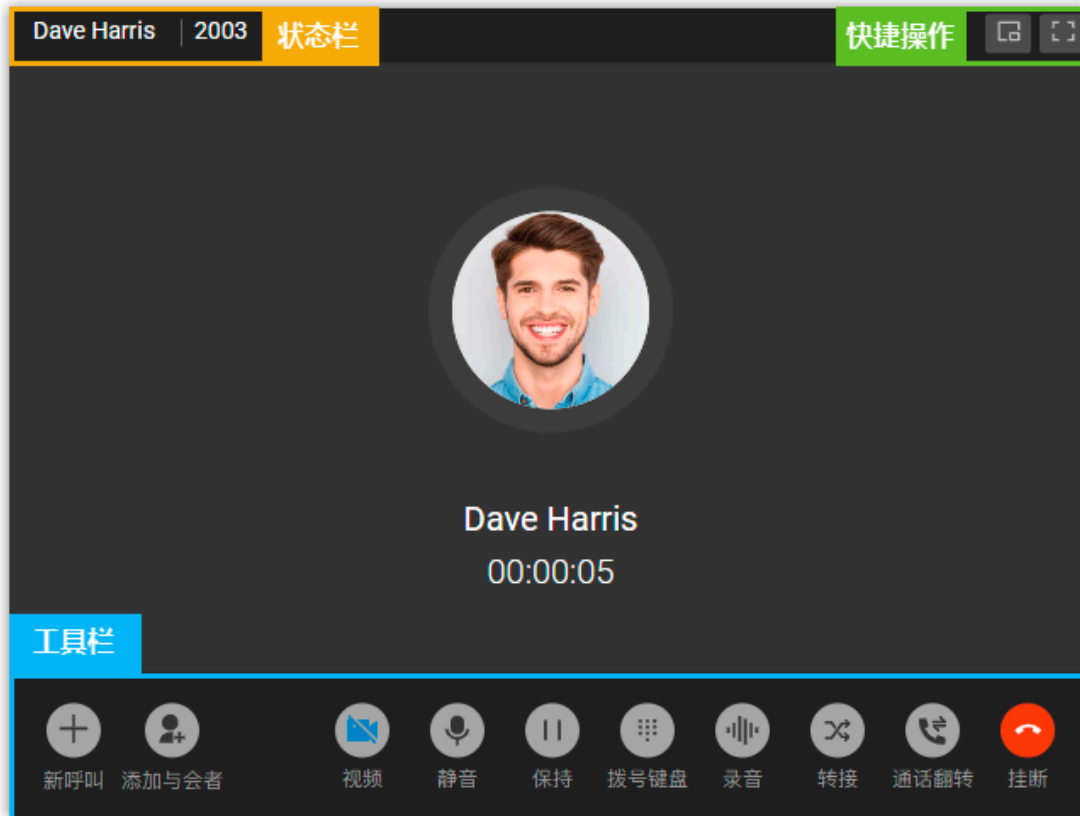 Dave Harris | 2003 状态栏 快捷操作
Dave Harris
00:00:05
工具栏
新呼叫 添加与会者 视频 静音 保持 拨号键盘 录音 转接 通话翻转 挂断